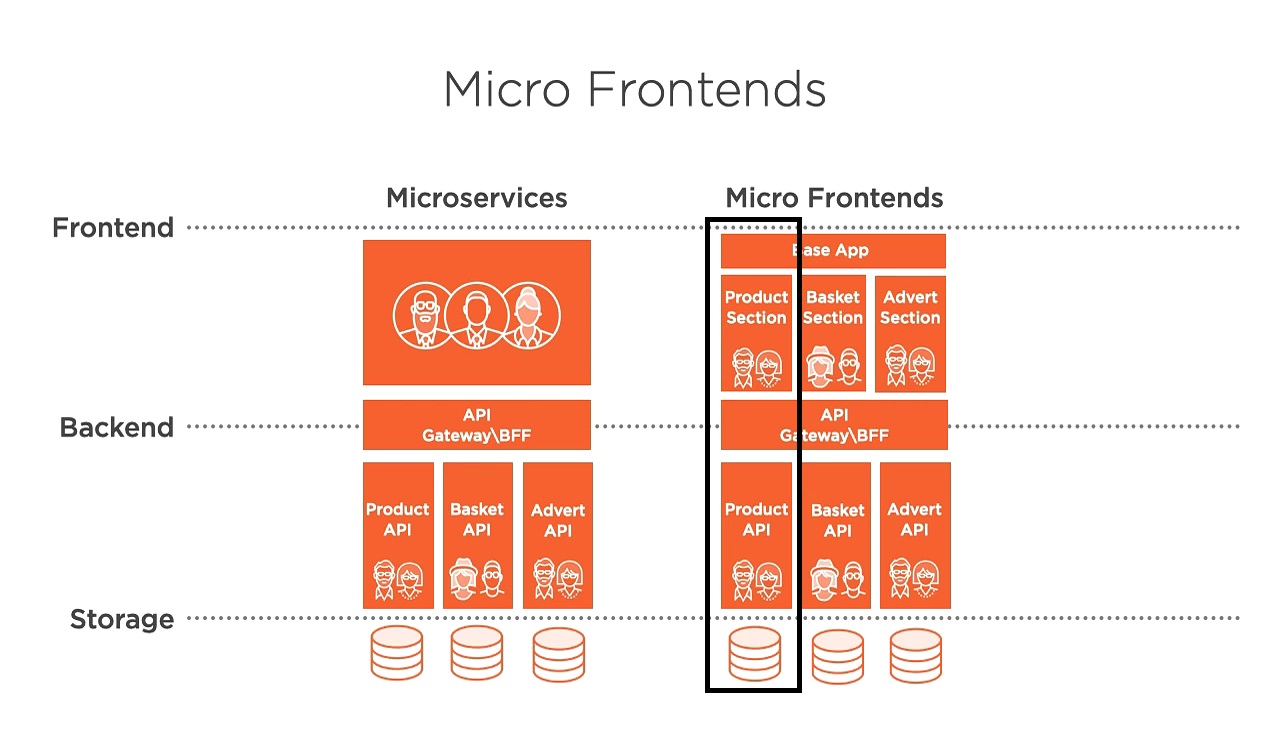 Micro Frontends
Microservices
Micro Frontends
Frontend
Base App
Product
Section
Basket
Section
Advert
Section
Backend
API
Gateway\BFF
API
Gateway\BFF
Product
API
Basket
API
Advert
API
Product
API
Basket
API
Advert
API
Storage